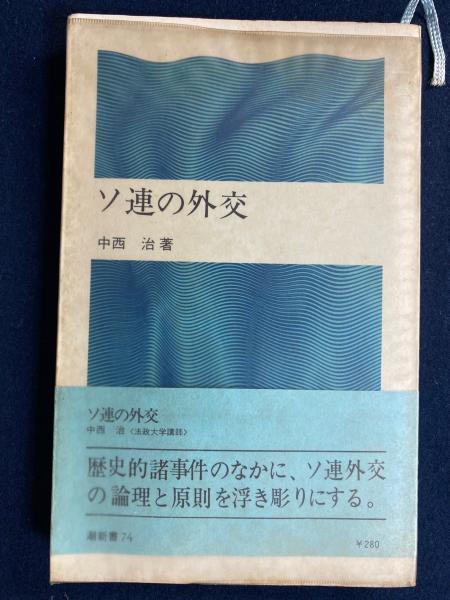 ソ連の外交
中西 治著
ソ連の外交
中西 治〈法政大学講師〉
歴史的諸事件のなかに、ソ連外交
の論理と原則を浮き彫りにする。
潮新書74
￥280